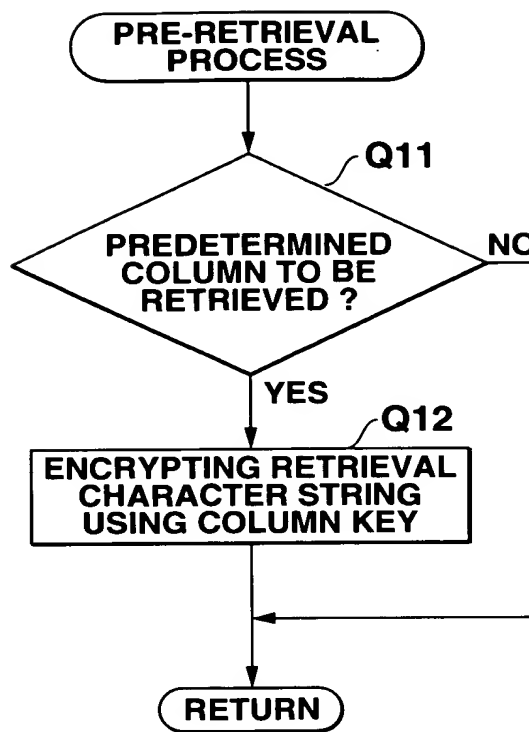 PRE-RETRIEVAL
PROCESS
Q11
PREDETERMINED
COLUMN TO BE
RETRIEVED ?
NO
YES
Q12
ENCRYPTING RETRIEVAL
CHARACTER STRING
USING COLUMN KEY
RETURN